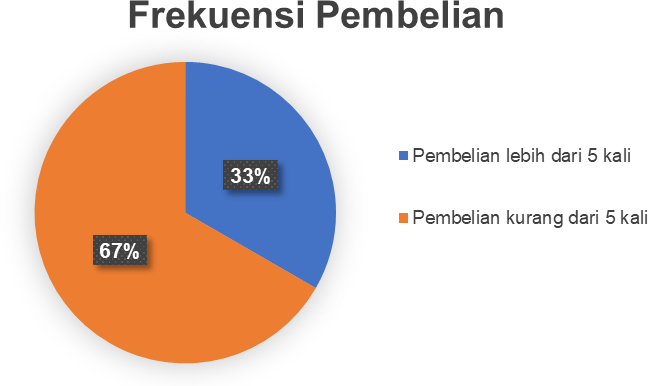 Frekuensi Pembelian
33%
Pembelian lebih dari 5 kali
Pembelian kurang dari 5 kali
67%